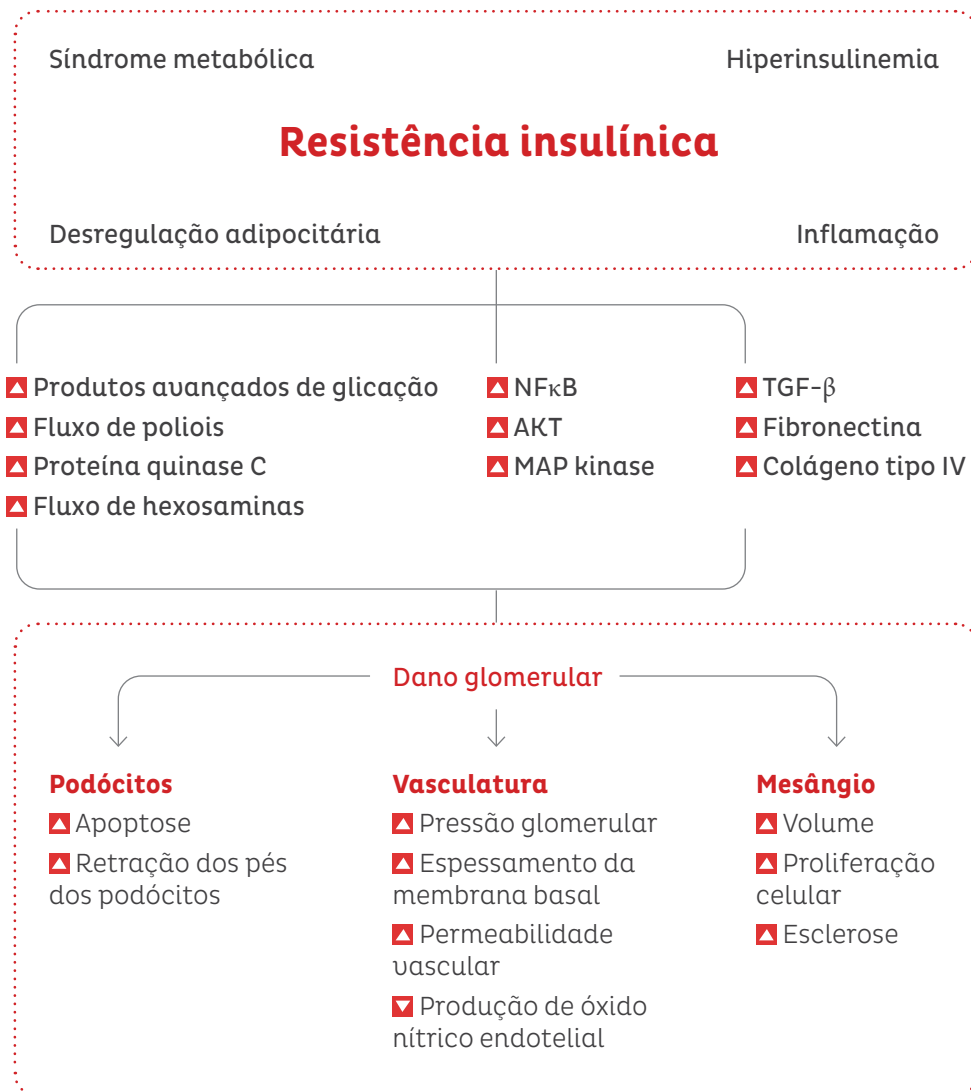 Síndrome metabólica
Hiperinsulinemia
Resistência insulínica
Desregulação adipocitária
Inflamação
Produtos avançados de glicação
Fluxo de poliois
Proteína quinase C
Fluxo de hexosaminas
NFκB
AKT
MAP kinase
TGF-β
Fibronectina
Colágeno tipo IV
Dano glomerular
Podócitos
Apoptose
Retração dos pés
dos podócitos
Vasculatura
Pressão glomerular
Espessamento da
membrana basal
Permeabilidade
vascular
Produção de óxido
nítrico endotelial
Mesângio
Volume
Proliferação
celular
Esclerose